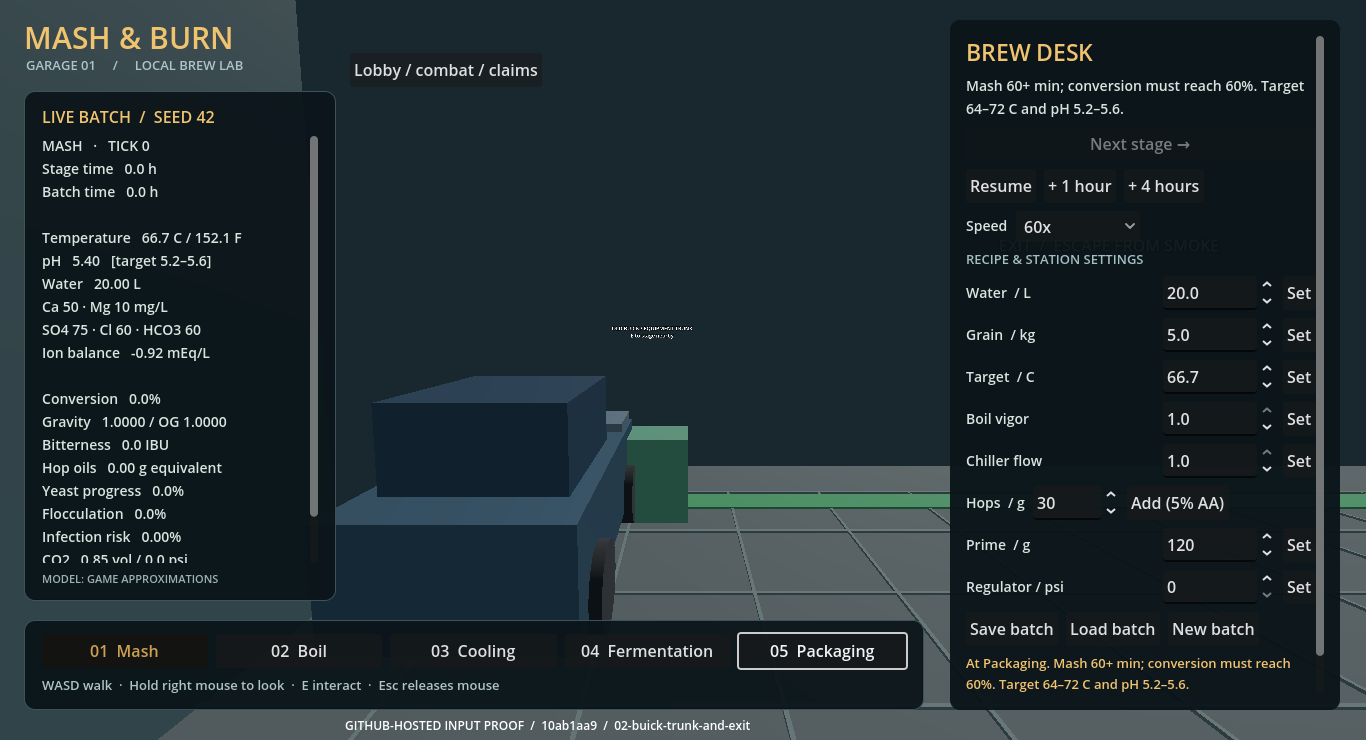 MASH & BURN
GARAGE 01 / LOCAL BREW LAB
Lobby / combat / claims
LIVE BATCH / SEED 42
MASH · TICK 0
Stage time 0.0 h
Batch time 0.0 h
Temperature 66.7 C / 152.1 F
pH 5.40 [target 5.2–5.6]
Water 20.00 L
Ca 50 · Mg 10 mg/L
SO4 75 · Cl 60 · HCO3 60
Ion balance -0.92 mEq/L
Conversion 0.0%
Gravity 1.0000 / OG 1.0000
Bitterness 0.0 IBU
Hop oils 0.00 g equivalent
Yeast progress 0.0%
Flocculation 0.0%
Infection risk 0.00%
CO2 0.85 vol / 0.0 psi
MODEL: GAME APPROXIMATIONS
BREW DESK
Mash 60+ min; conversion must reach 60%. Target
64–72 C and pH 5.2–5.6.
Next stage →
Resume + 1 hour + 4 hours
Speed 60x
EXIT / ESCAPE FROM SMOKE
RECIPE & STATION SETTINGS
Water / L 20.0 Set
Grain / kg 5.0 Set
Target / C 66.7 Set
Boil vigor 1.0 Set
Chiller flow 1.0 Set
Hops / g 30 Add (5% AA)
Prime / g 120 Set
Regulator / psi 0 Set
Save batch Load batch New batch
At Packaging. Mash 60+ min; conversion must reach
60%. Target 64–72 C and pH 5.2–5.6.
01 Mash 02 Boil 03 Cooling 04 Fermentation 05 Packaging
WASD walk · Hold right mouse to look · E interact · Esc releases mouse
GITHUB-HOSTED INPUT PROOF / 10ab1aa9 / 02-buick-trunk-and-exit